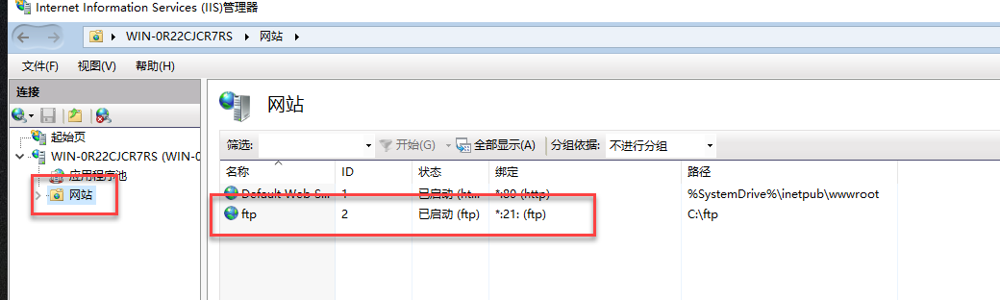 Internet Information Services (IIS)管理器
WIN-0R22CJCR7RS 网站
文件(F) 视图(V) 帮助(H)
连接
起始页
WIN-0R22CJCR7RS (WIN-0
应用程序池
网站
网站
筛选: 开始(G) 全部显示(A) 分组依据: 不进行分组
名称 ID 状态 绑定 路径
Default Web S... 1 已启动 (ht... *:80 (http) %SystemDrive%\inetpub\wwwroot
ftp 2 已启动 (ftp) *:21: (ftp) C:\ftp